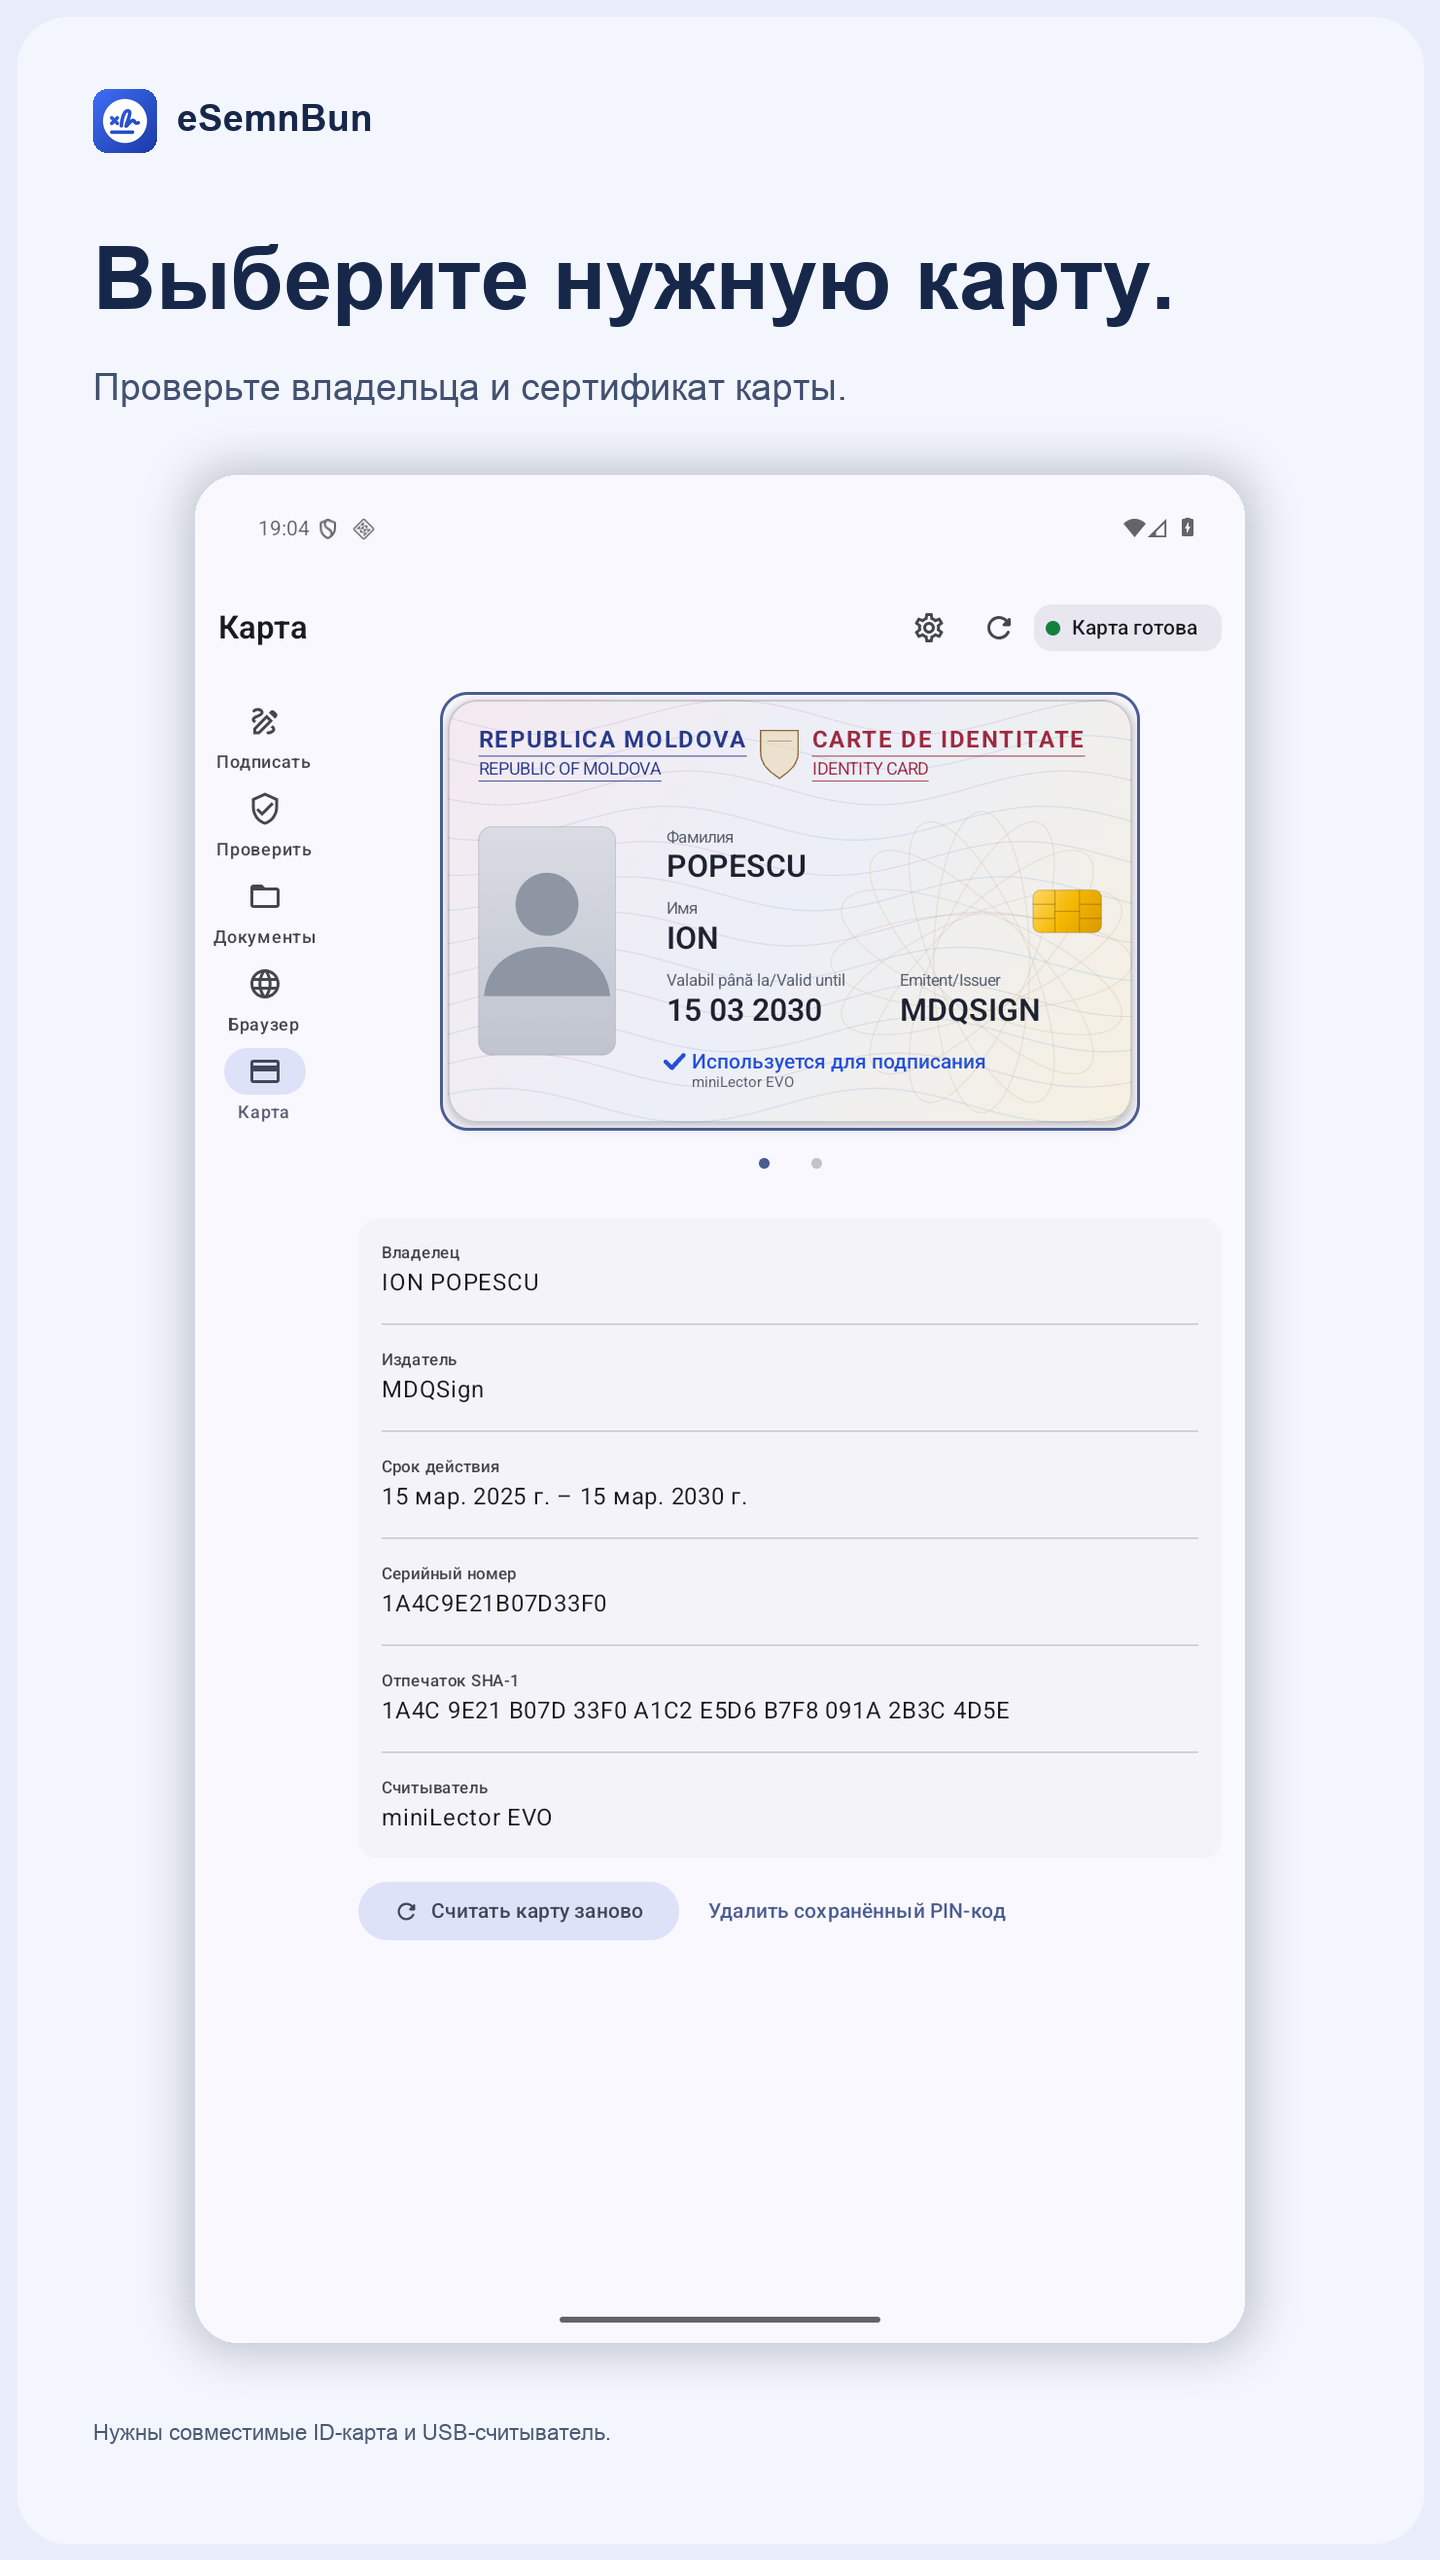 eSemnBun
Выберите нужную карту.
Проверьте владельца и сертификат карты.
19:04
Карта
Карта готова
Подписать
Проверить
Документы
Браузер
Карта
REPUBLICA MOLDOVA
REPUBLIC OF MOLDOVA
CARTE DE IDENTITATE
IDENTITY CARD
Фамилия
POPESCU
Имя
ION
Valabil până la/Valid until
15 03 2030
Emitent/Issuer
MDQSIGN
Используется для подписания
miniLector EVO
Владелец
ION POPESCU
Издатель
MDQSign
Срок действия
15 мар. 2025 г. – 15 мар. 2030 г.
Серийный номер
1A4C9E21B07D33F0
Отпечаток SHA-1
1A4C 9E21 B07D 33F0 A1C2 E5D6 B7F8 091A 2B3C 4D5E
Считыватель
miniLector EVO
Считать карту заново
Удалить сохранённый PIN-код
Нужны совместимые ID-карта и USB-считыватель.